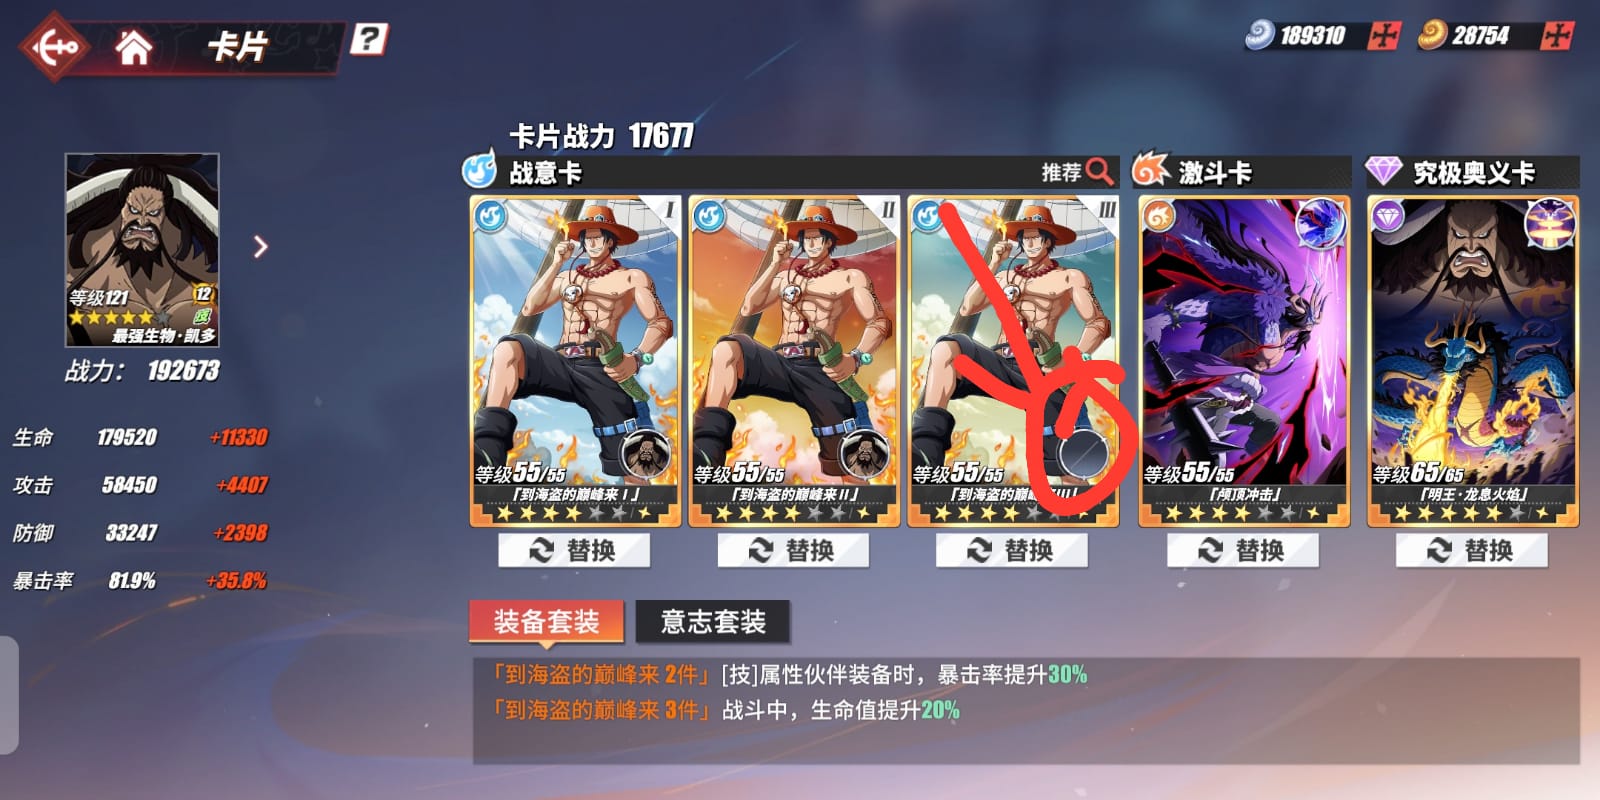 卡片
?
189310
28754
卡片战力 17677
战意卡
推荐
激斗卡
究极奥义卡
I
II
III
等级121
12
技
最强生物·凯多
战力： 192673
生命 179520 +11330
攻击 58450 +4407
防御 33247 +2398
暴击率 81.9% +35.8%
等级55/55
「到海盗的巅峰来 I」
等级55/55
「到海盗的巅峰来 II」
等级55/55
「到海盗的巅峰来III」
等级55/55
「颅顶冲击」
等级65/65
「明王·龙息火焰」
替换
替换
替换
替换
替换
装备套装
意志套装
「到海盗的巅峰来 2件」[技]属性伙伴装备时，暴击率提升30%
「到海盗的巅峰来 3件」战斗中，生命值提升20%